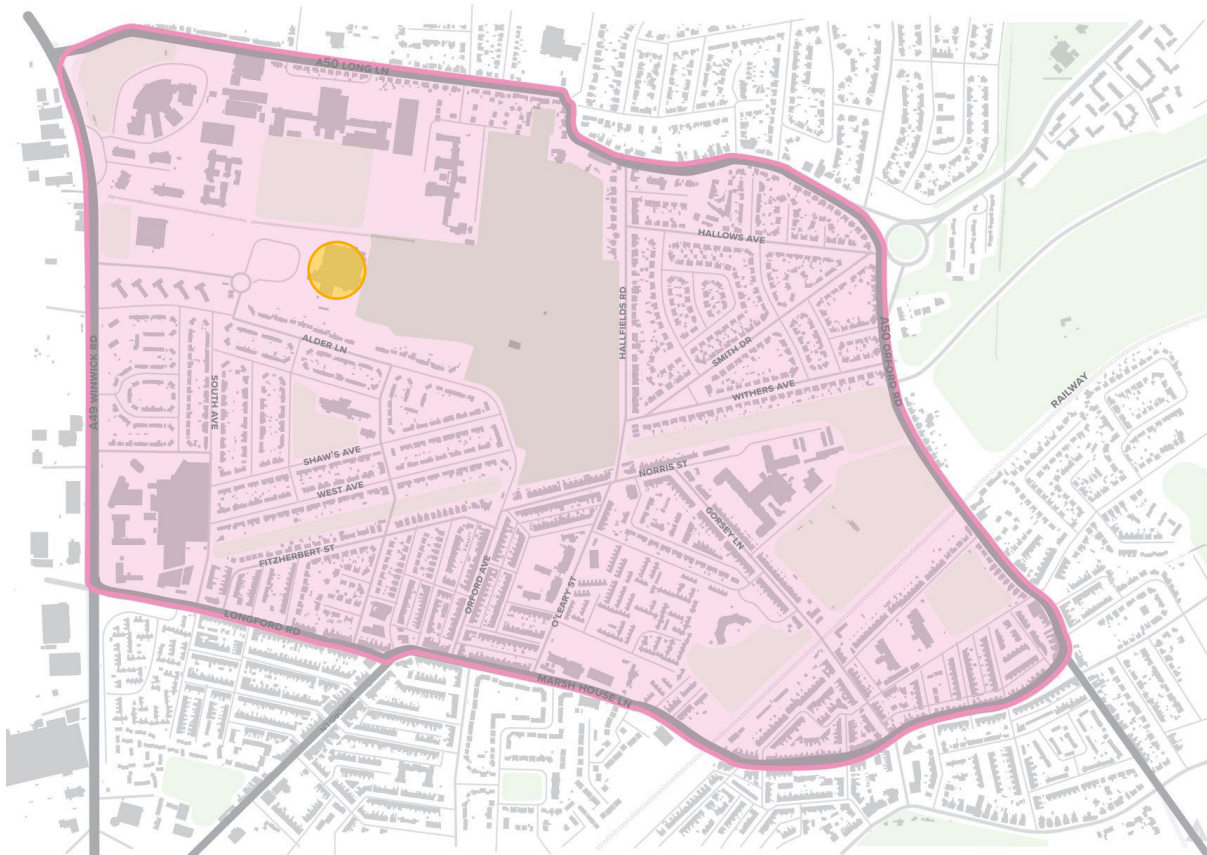 A50 LONG LN
HALLOWS AVE
HALLFIELDS RD
ALDER LN
SMITH DR
A50 ORFORD RD
RAILWAY
A49 WINWICK RD
SOUTH AVE
WITHERS AVE
SHAW'S AVE
WEST AVE
NORRIS ST
GORSEY LN
FITZHERBERT ST
ORFORD AVE
O'LEARY ST
LONGFORD RD
MARSH HOUSE LN